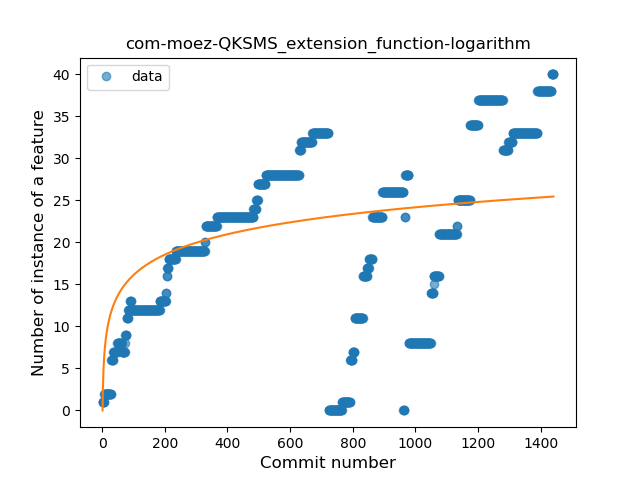 com-moez-QKSMS_extension_function-logarithm
data
Number of instance of a feature
40
35
30
25
20
15
10
5
0
0 200 400 600 800 1000 1200 1400
Commit number